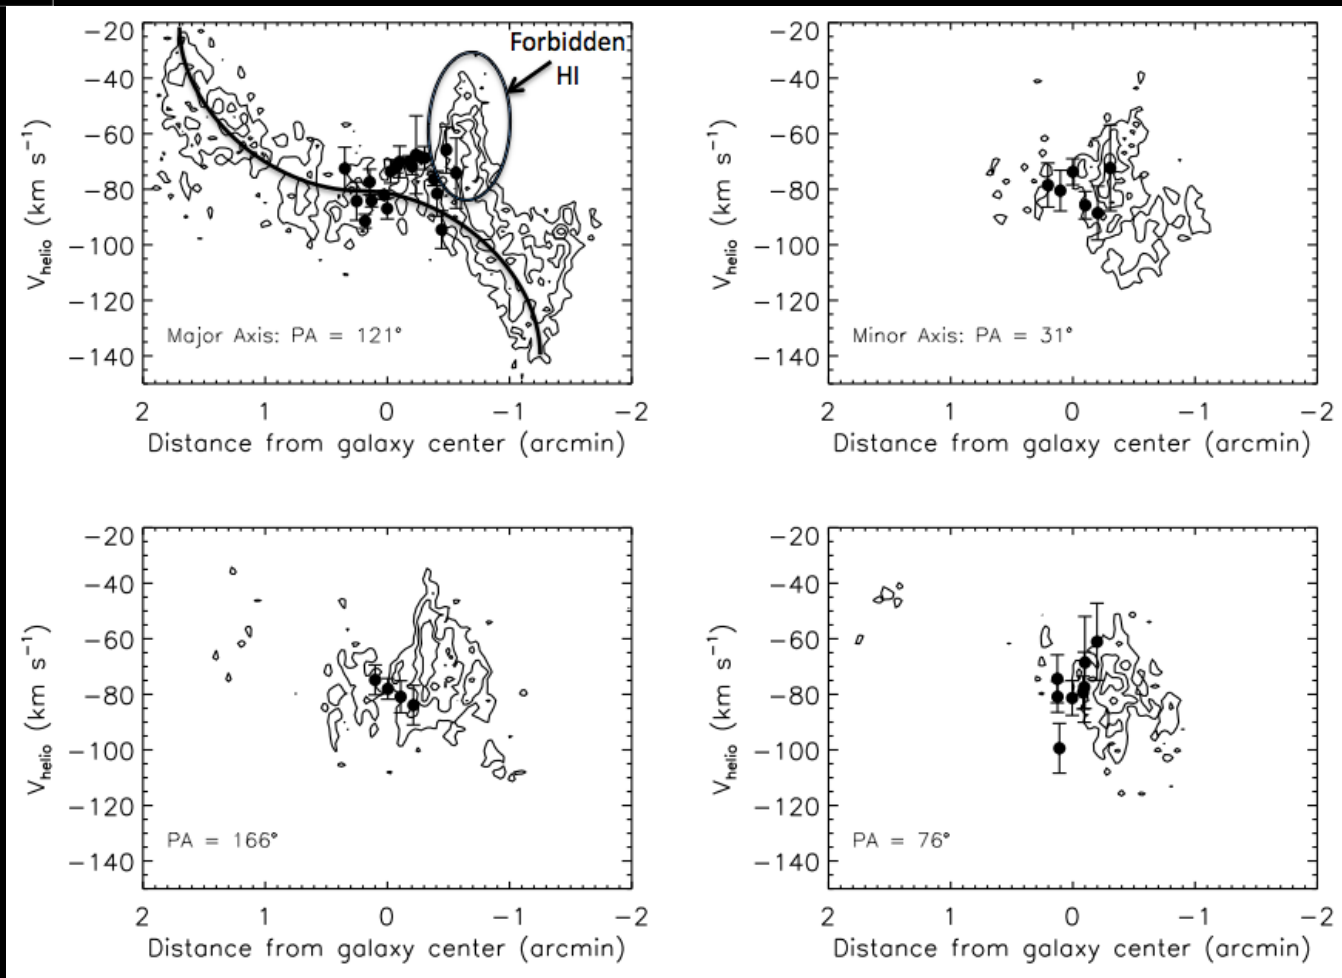 −20
−40
−60
−80
−100
−120
−140
V helio (km s⁻¹)
Forbidden
HI
Major Axis: PA = 121°
2 1 0 −1 −2
Distance from galaxy center (arcmin)
−20
−40
−60
−80
−100
−120
−140
V helio (km s⁻¹)
Minor Axis: PA = 31°
2 1 0 −1 −2
Distance from galaxy center (arcmin)
−20
−40
−60
−80
−100
−120
−140
V helio (km s⁻¹)
PA = 166°
2 1 0 −1 −2
Distance from galaxy center (arcmin)
−20
−40
−60
−80
−100
−120
−140
V helio (km s⁻¹)
PA = 76°
2 1 0 −1 −2
Distance from galaxy center (arcmin)